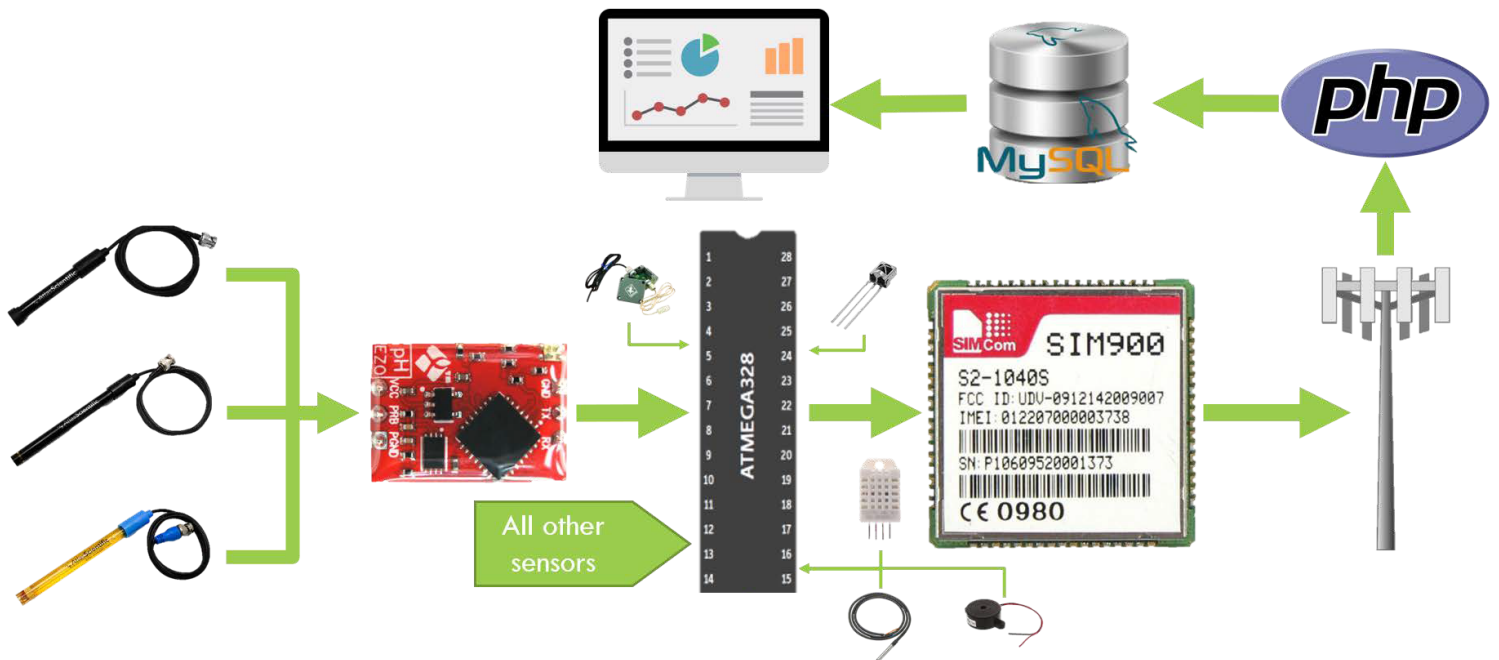 php
MySQL
1 28
2 27
3 26
4 25
5 24
6 23
7 22
8 21
9 20
10 19
11 18
12 17
13 16
14 15
ATMEGA328
pH
EZO
VCC PRB PGND
GND TX RX
SIMCom
SIM900
S2-1040S
FCC ID:UDV-0912142009007
IMEI:012207000003738
SN:P10609520001373
CE 0980
All other
sensors